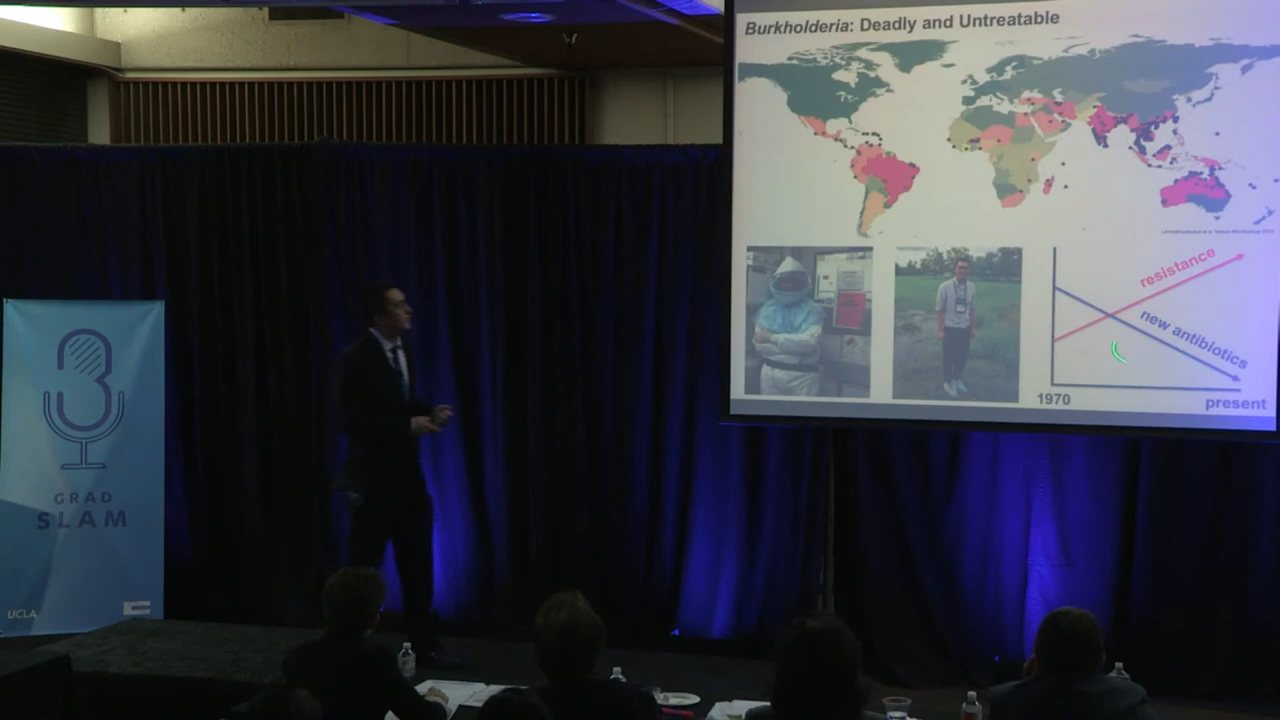 Burkholderia: Deadly and Untreatable
resistance
new antibiotics
1970
present
GRAD
SLAM
UCLA